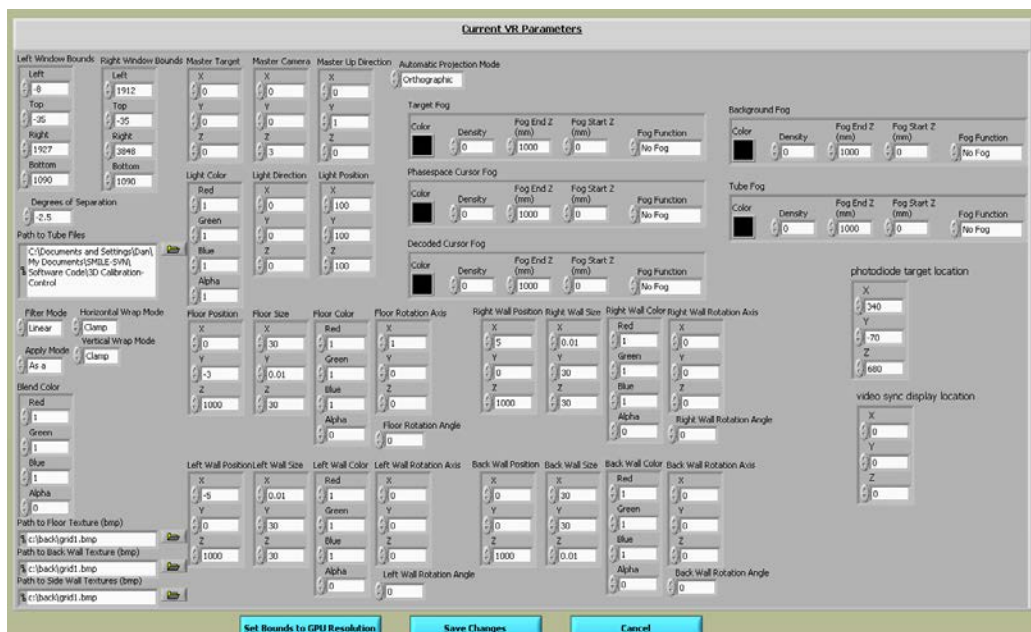 Current VR Parameters
Left Window Bounds
Left
-8
Top
-35
Right
1927
Bottom
1090
Right Window Bounds
Left
1912
Top
-35
Right
3848
Bottom
1090
Master Target
X
0
Y
0
Z
0
Master Camera
X
0
Y
0
Z
3
Master Up Direction
X
0
Y
1
Z
0
Automatic Projection Mode
Orthographic
Degrees of Separation
-2.5
Path to Tube Files
C:\Documents and Settings\Dan\
My Documents\SMILE-SVN\
Software Code\3D Calibration-
Control
Light Color
Red
1
Green
1
Blue
1
Alpha
1
Light Direction
X
0
Y
0
Z
0
Light Position
X
100
Y
100
Z
100
Target Fog
Color
Density
0
Fog End Z
(mm)
1000
Fog Start Z
(mm)
0
Fog Function
No Fog
Phasespace Cursor Fog
Color
Density
0
Fog End Z
(mm)
1000
Fog Start Z
(mm)
0
Fog Function
No Fog
Decoded Cursor Fog
Color
Density
0
Fog End Z
(mm)
1000
Fog Start Z
(mm)
0
Fog Function
No Fog
Background Fog
Color
Density
0
Fog End Z
(mm)
1000
Fog Start Z
(mm)
0
Fog Function
No Fog
Tube Fog
Color
Density
0
Fog End Z
(mm)
1000
Fog Start Z
(mm)
0
Fog Function
No Fog
photodiode target location
X
340
Y
-70
Z
680
video sync display location
X
0
Y
0
Z
0
Filter Mode
Linear
Horizontal Wrap Mode
Clamp
Apply Mode
As a
Vertical Wrap Mode
Clamp
Blend Color
Red
1
Green
1
Blue
1
Alpha
0
Floor Position
X
0
Y
-3
Z
1000
Floor Size
X
30
Y
0.01
Z
30
Floor Color
Red
1
Green
1
Blue
1
Alpha
0
Floor Rotation Axis
X
1
Y
0
Z
0
Floor Rotation Angle
0
Right Wall Position
X
5
Y
0
Z
1000
Right Wall Size
X
0.01
Y
30
Z
30
Right Wall Color
Red
1
Green
1
Blue
1
Alpha
0
Right Wall Rotation Axis
X
0
Y
0
Z
0
Right Wall Rotation Angle
0
Left Wall Position
X
-5
Y
0
Z
1000
Left Wall Size
X
0.01
Y
30
Z
30
Left Wall Color
Red
1
Green
1
Blue
1
Alpha
0
Left Wall Rotation Axis
X
0
Y
0
Z
0
Left Wall Rotation Angle
0
Back Wall Position
X
0
Y
0
Z
1000
Back Wall Size
X
30
Y
30
Z
0.01
Back Wall Color
Red
1
Green
1
Blue
1
Alpha
0
Back Wall Rotation Axis
X
0
Y
0
Z
0
Back Wall Rotation Angle
0
Path to Floor Texture (bmp)
c:\back\grid1.bmp
Path to Back Wall Texture (bmp)
c:\back\grid1.bmp
Path to Side Wall Textures (bmp)
c:\back\grid1.bmp
Set Bounds to GPU Resolution
Save Changes
Cancel